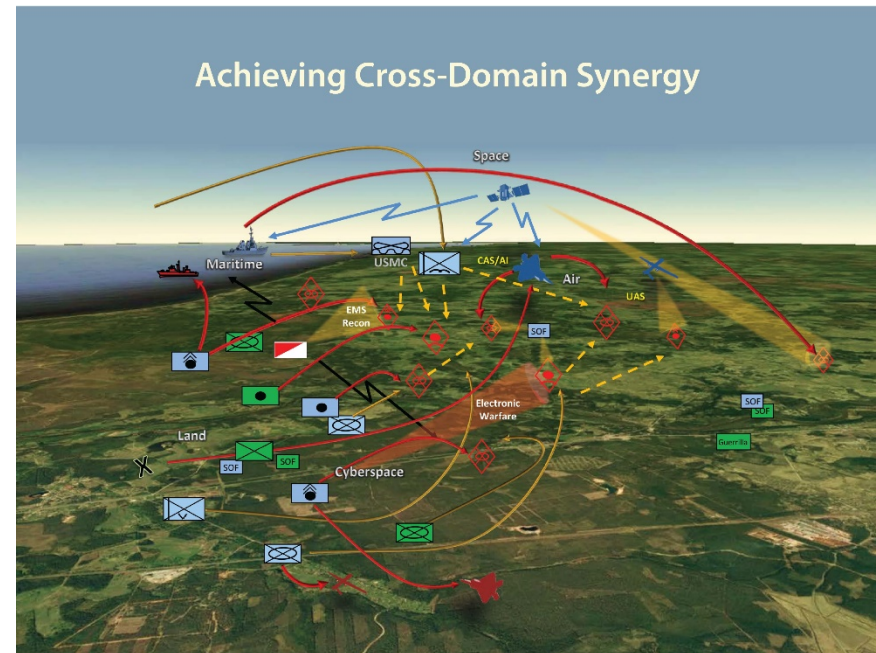 Achieving Cross-Domain Synergy
Space
Maritime
USMC
CAS/AI
Air
UAS
EMS
Recon
SOF
Electronic
Warfare
SOF
SOF
Guerrilla
Land
SOF
SOF
Cyberspace